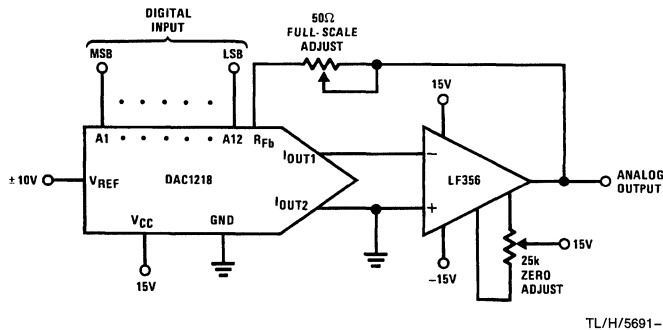 DIGITAL
INPUT
50Ω
FULL-SCALE
ADJUST
MSB
LSB
A1
A12
RFb
15V
IOUT1
−
LF356
ANALOG
OUTPUT
±10V
VREF
DAC1218
IOUT2
+
VCC
GND
15V
−15V
15V
25k
ZERO
ADJUST
TL/H/5691–